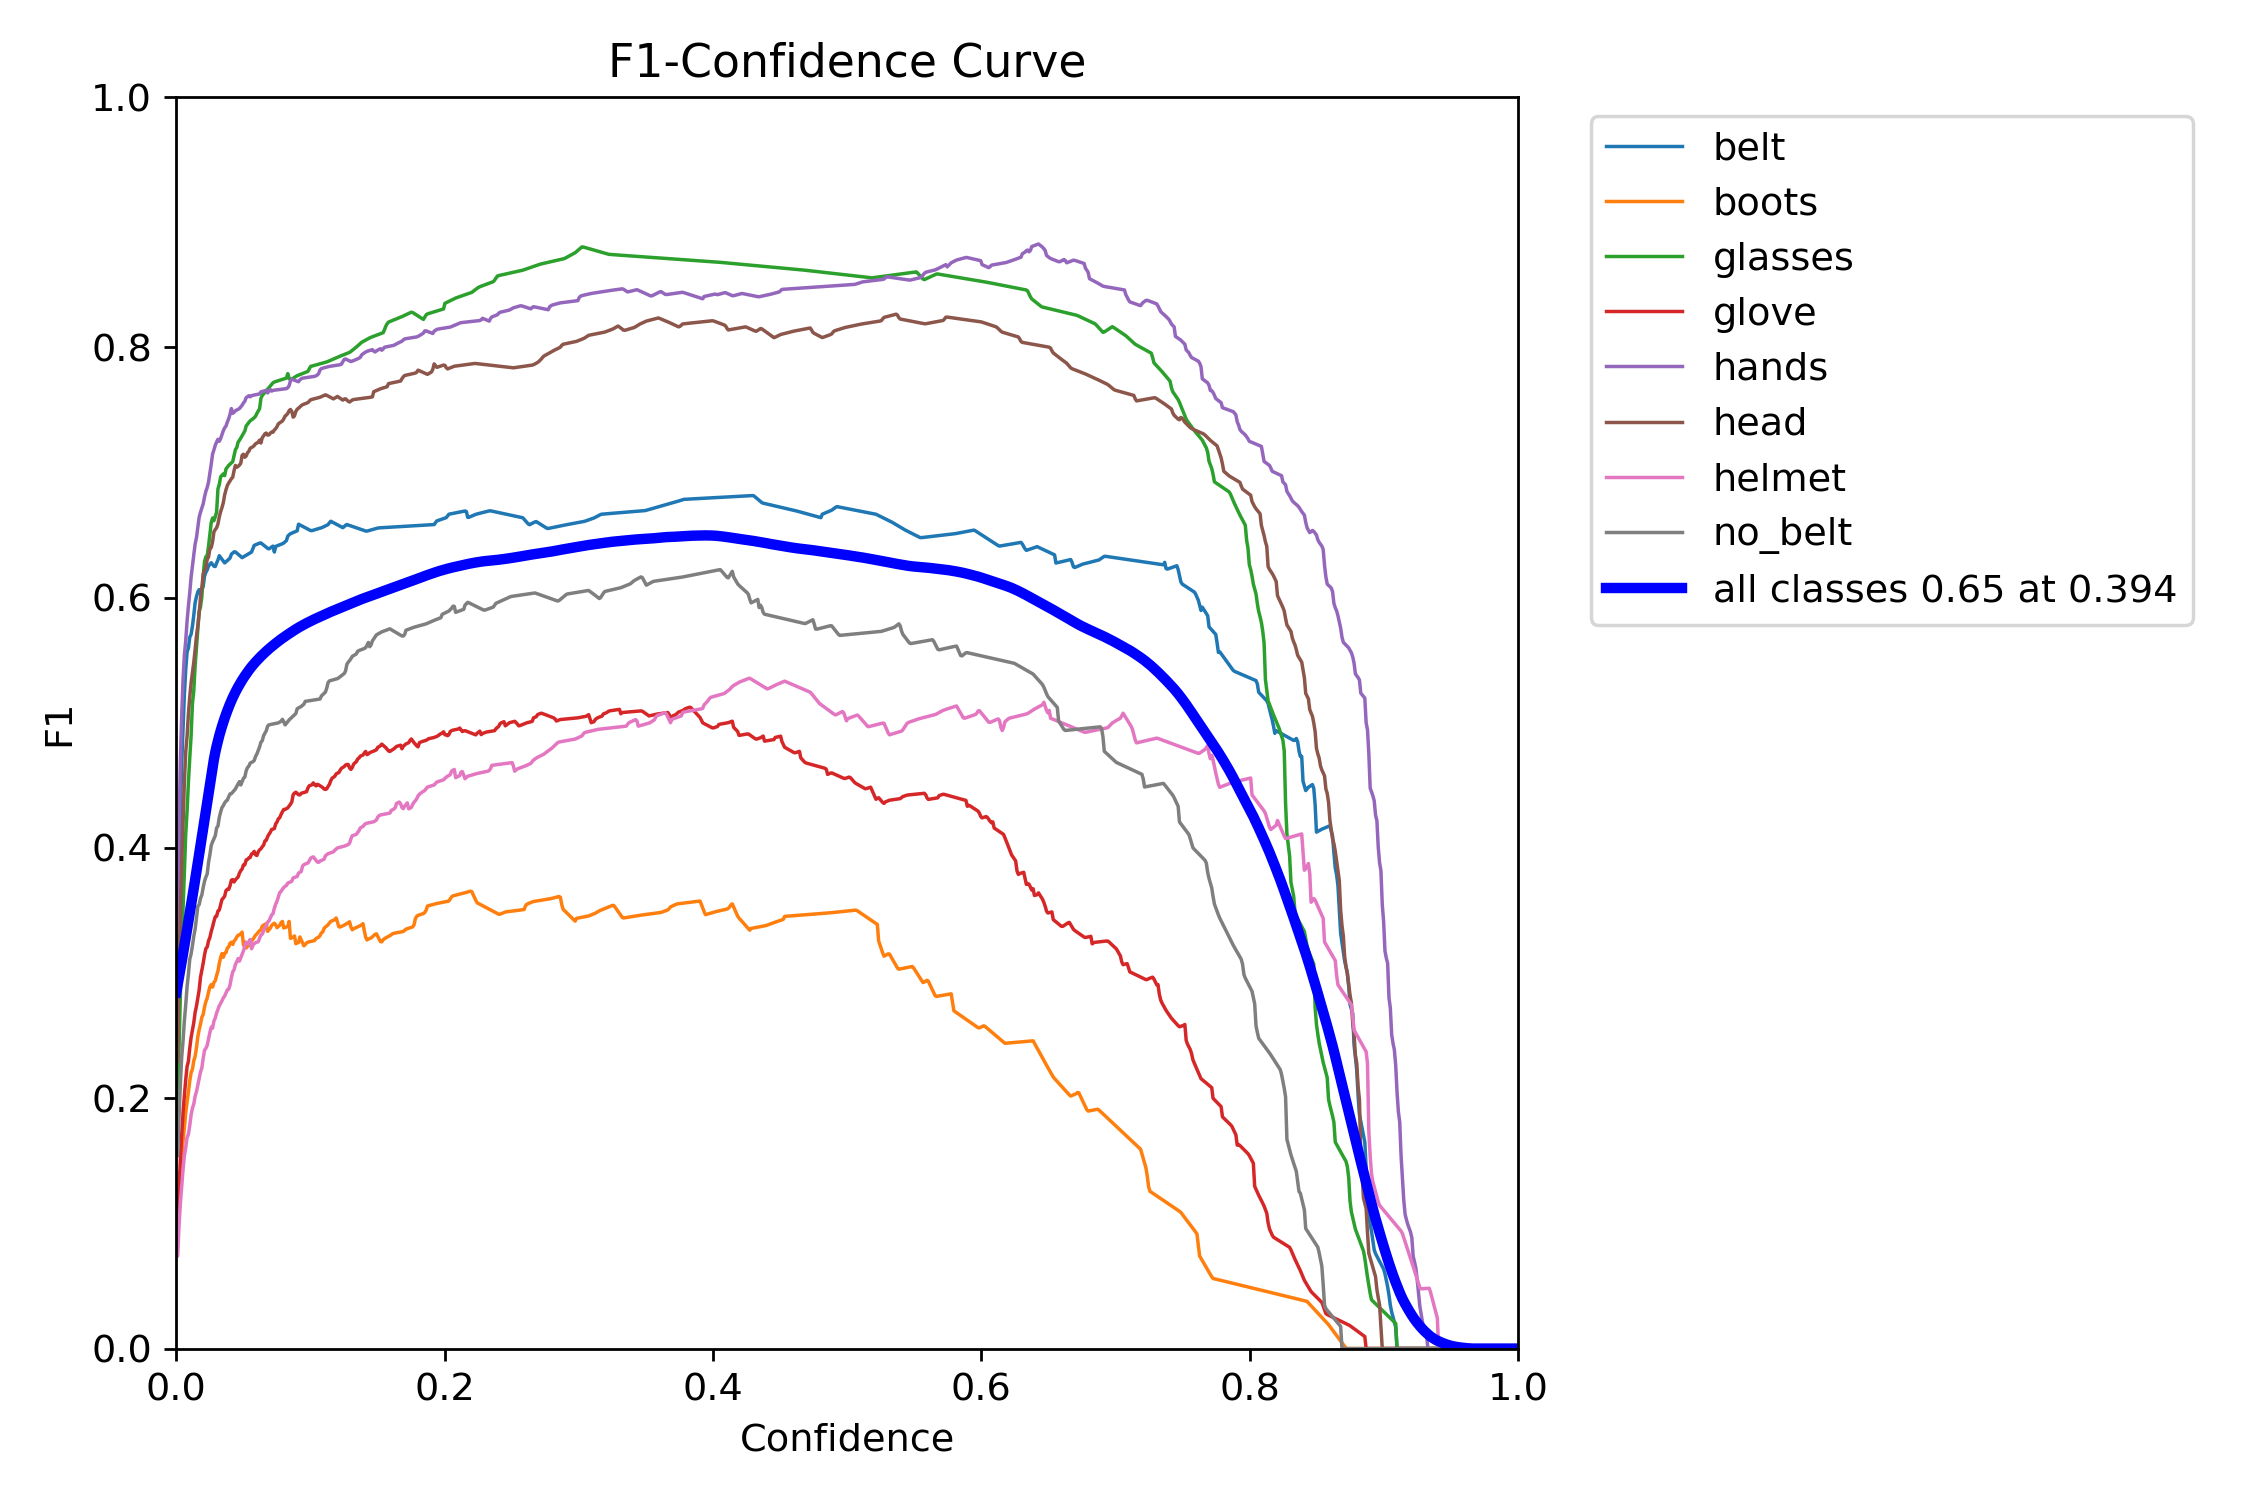 F1-Confidence Curve
1.0
0.8
0.6
0.4
0.2
0.0
F1
0.0 0.2 0.4 0.6 0.8 1.0
Confidence
belt
boots
glasses
glove
hands
head
helmet
no_belt
all classes 0.65 at 0.394